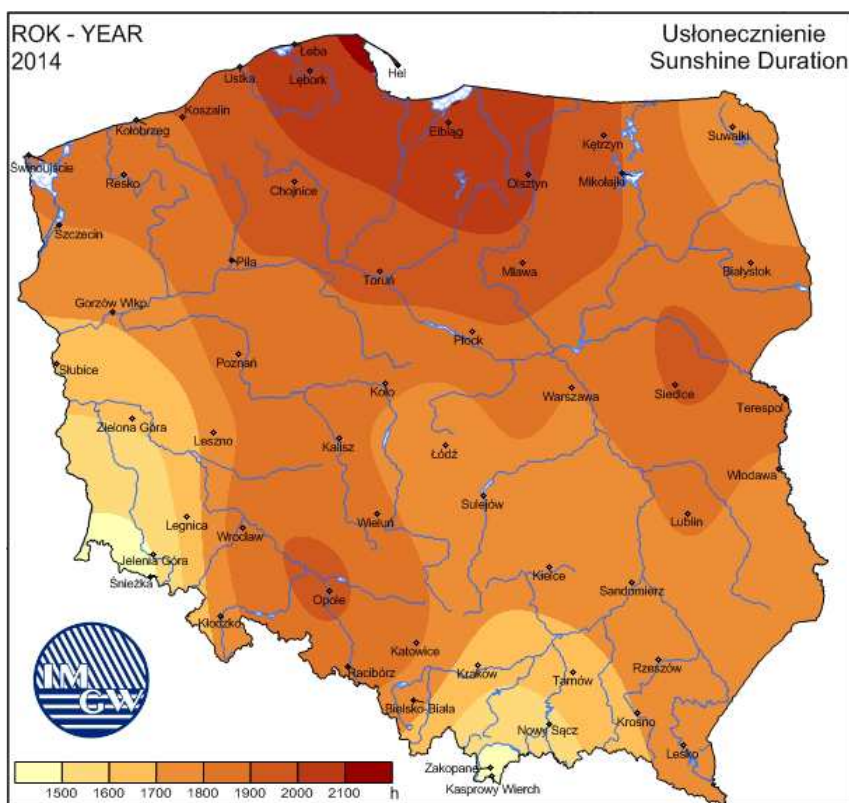 ROK - YEAR
2014
Usłonecznienie
Sunshine Duration
Łeba
Ustka
Lębork
Hel
Koszalin
Kołobrzeg
Elbląg
Suwałki
Kętrzyn
Świnoujście
Resko
Chojnice
Olsztyn
Mikołajki
Szczecin
Piła
Toruń
Mława
Białystok
Gorzów Wlkp.
Płock
Słubice
Poznań
Koło
Warszawa
Siedlce
Terespol
Zielona Góra
Leszno
Kalisz
Łódź
Włodawa
Sulejów
Legnica
Wrocław
Wieluń
Lublin
Jelenia Góra
Śnieżka
Kielce
Sandomierz
Opole
Kłodzko
Katowice
Racibórz
Kraków
Tarnów
Rzeszów
Bielsko-Biała
Nowy Sącz
Krosno
Lesko
Zakopane
Kasprowy Wierch
IM
GW
1500 1600 1700 1800 1900 2000 2100 h